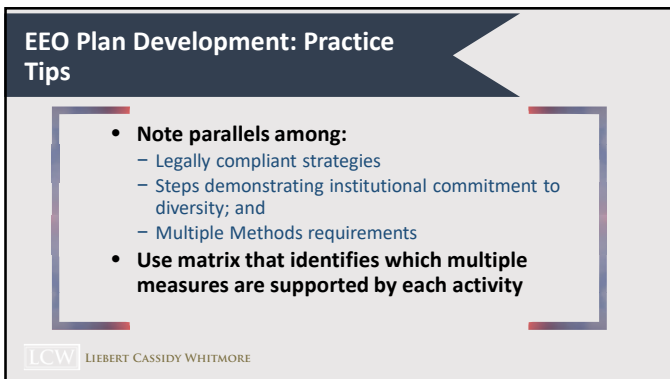 EEO Plan Development: Practice
Tips
• Note parallels among:
− Legally compliant strategies
− Steps demonstrating institutional commitment to
diversity; and
− Multiple Methods requirements
• Use matrix that identifies which multiple
measures are supported by each activity
LCW LIEBERT CASSIDY WHITMORE